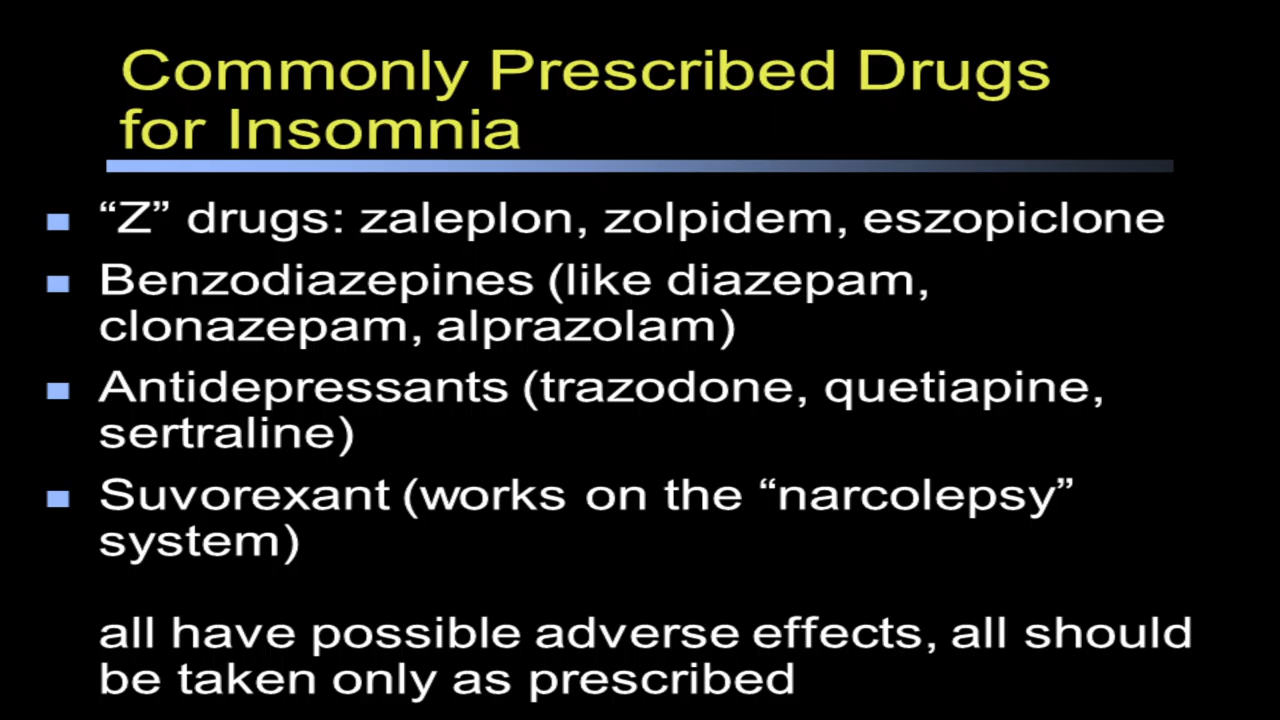 Commonly Prescribed Drugs
for Insomnia
“Z” drugs: zaleplon, zolpidem, eszopiclone
Benzodiazepines (like diazepam,
clonazepam, alprazolam)
Antidepressants (trazodone, quetiapine,
sertraline)
Suvorexant (works on the “narcolepsy”
system)
all have possible adverse effects, all should
be taken only as prescribed